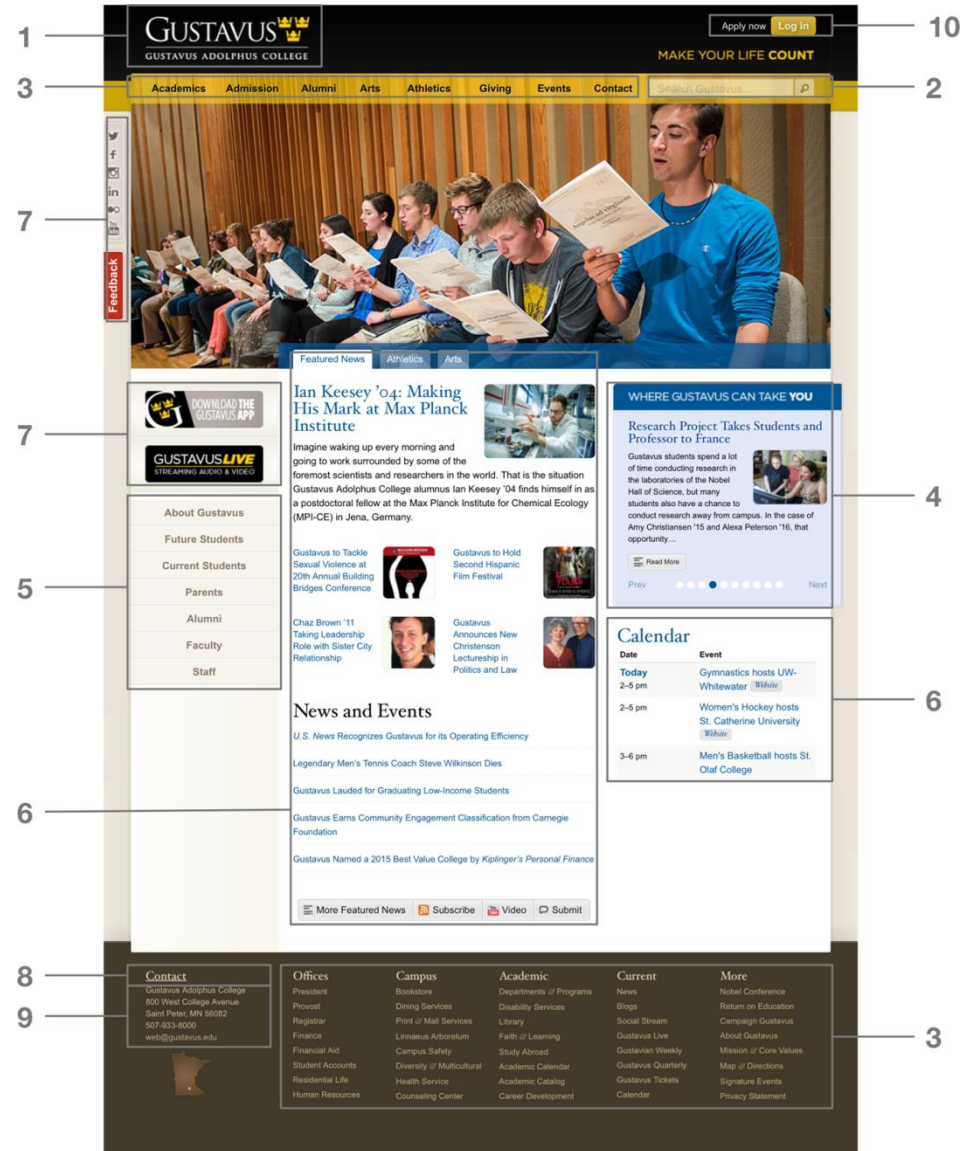 1
GUSTAVUS
GUSTAVUS ADOLPHUS COLLEGE
Apply now
Log in
10
MAKE YOUR LIFE COUNT
3
Academics Admission Alumni Arts Athletics Giving Events Contact
Search Gustavus...
2
7
You
Tube
Feedback
Angelus ad virginem
Featured News Athletics Arts
7
DOWNLOAD THE
GUSTAVUS APP
GUSTAVUS LIVE
STREAMING AUDIO & VIDEO
5
About Gustavus
Future Students
Current Students
Parents
Alumni
Faculty
Staff
Ian Keesey ’04: Making
His Mark at Max Planck
Institute
Imagine waking up every morning and
going to work surrounded by some of the
foremost scientists and researchers in the world. That is the situation
Gustavus Adolphus College alumnus Ian Keesey ’04 finds himself in as
a postdoctoral fellow at the Max Planck Institute for Chemical Ecology
(MPI-CE) in Jena, Germany.
Gustavus to Tackle
Sexual Violence at
20th Annual Building
Bridges Conference
Gustavus to Hold
Second Hispanic
Film Festival
Chaz Brown ’11
Taking Leadership
Role with Sister City
Relationship
Gustavus
Announces New
Christenson
Lectureship in
Politics and Law
6
News and Events
U.S. News Recognizes Gustavus for its Operating Efficiency
Legendary Men’s Tennis Coach Steve Wilkinson Dies
Gustavus Lauded for Graduating Low-Income Students
Gustavus Earns Community Engagement Classification from Carnegie
Foundation
Gustavus Named a 2015 Best Value College by Kiplinger’s Personal Finance
More Featured News Subscribe Video Submit
WHERE GUSTAVUS CAN TAKE YOU
Research Project Takes Students and
Professor to France
Gustavus students spend a lot
of time conducting research in
the laboratories of the Nobel
Hall of Science, but many
students also have a chance to
conduct research away from campus. In the case of
Amy Christiansen '15 and Alexa Peterson '16, that
opportunity…
Read More
Prev Next
4
Calendar
Date Event
Today
2–5 pm
Gymnastics hosts UW-
Whitewater Website
2–5 pm
Women's Hockey hosts
St. Catherine University
Website
3–6 pm
Men's Basketball hosts St.
Olaf College
6
8
Contact
9
Gustavus Adolphus College
800 West College Avenue
Saint Peter, MN 56082
507-933-8000
web@gustavus.edu
Offices
President
Provost
Registrar
Finance
Financial Aid
Student Accounts
Residential Life
Human Resources
Campus
Bookstore
Dining Services
Print & Mail Services
Linnaeus Arboretum
Campus Safety
Diversity & Multicultural
Health Service
Counseling Center
Academic
Departments & Programs
Disability Services
Library
Faith & Learning
Study Abroad
Academic Calendar
Academic Catalog
Career Development
Current
News
Blogs
Social Stream
Gustavus Live
Gustavian Weekly
Gustavus Quarterly
Gustavus Tickets
Calendar
More
Nobel Conference
Return on Education
Campaign Gustavus
About Gustavus
Mission & Core Values
Map & Directions
Signature Events
Privacy Statement
3